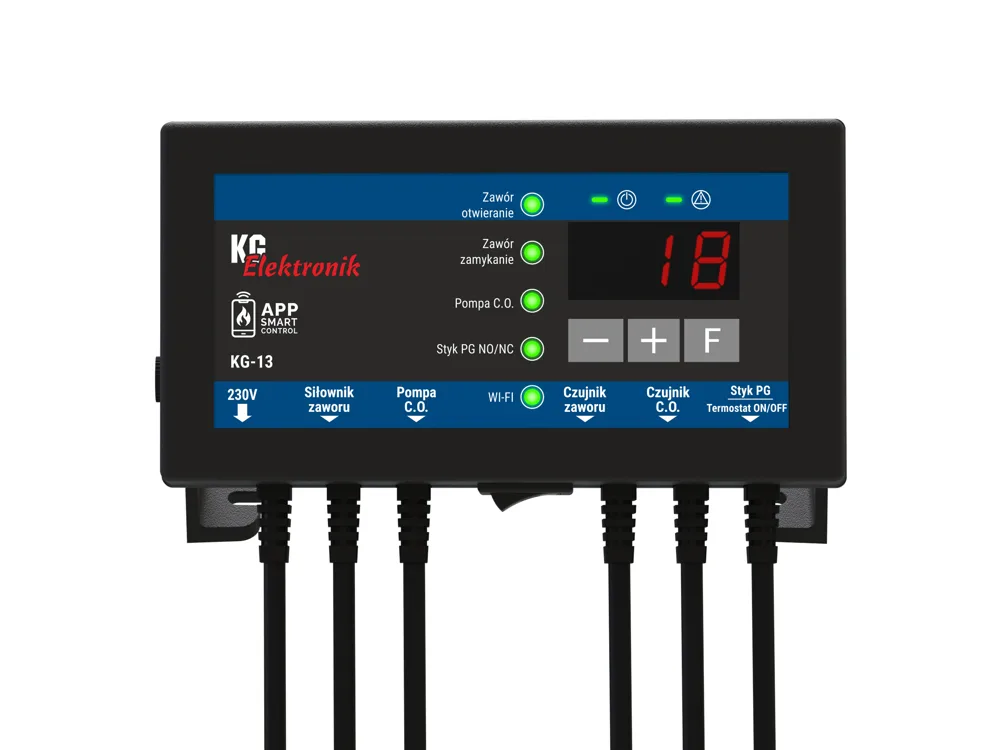 Zawór
otwieranie
KG
Elektronik
Zawór
zamykanie
18
APP
SMART
CONTROL
Pompa C.O.
Styk PG NO/NC
− + F
KG-13
230V
Siłownik
zaworu
Pompa
C.O.
WI-FI
Czujnik
zaworu
Czujnik
C.O.
Styk PG
Termostat ON/OFF